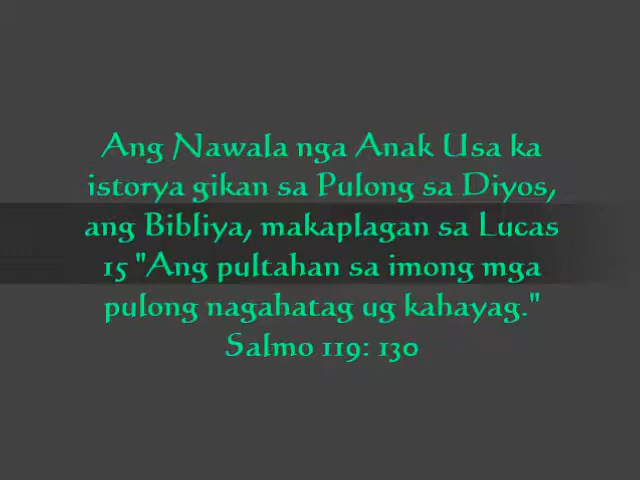 Ang Nawala nga Anak Usa ka
istorya gikan sa Pulong sa Diyos,
ang Bibliya, makaplagan sa Lucas
15 "Ang pultahan sa imong mga
pulong nagahatag ug kahayag."
Salmo 119: 130